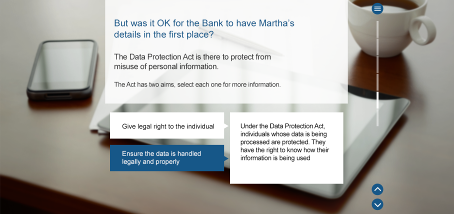 But was it OK for the Bank to have Martha's
details in the first place?
The Data Protection Act is there to protect from
misuse of personal information.
The Act has two aims, select each one for more information.
Give legal right to the individual
Ensure the data is handled
legally and properly
Under the Data Protection Act,
individuals whose data is being
processed are protected. They
have the right to know how their
information is being used